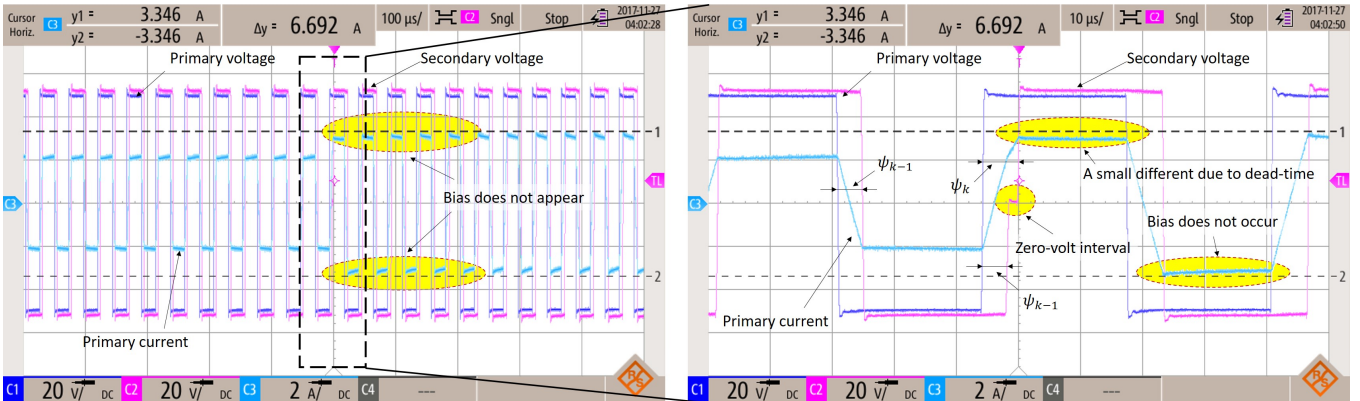 Cursor Horiz. C3 y1 = 3.346 A
y2 = -3.346 A
Δy = 6.692 A
100 µs/ C2 Sngl Stop
2017-11-27
04:02:28
Primary voltage
Secondary voltage
1
TL
C3
Bias does not appear
2
Primary current
C1 20 V/ DC C2 20 V/ DC C3 2 A/ DC C4 ---
R/S
Cursor Horiz. C3 y1 = 3.346 A
y2 = -3.346 A
Δy = 6.692 A
10 µs/ C2 Sngl Stop
2017-11-27
04:02:50
Primary voltage
Secondary voltage
1
ψk−1
ψk
A small different due to dead-time
TL
C3
Bias does not occur
Zero-volt interval
2
ψk−1
Primary current
C1 20 V/ DC C2 20 V/ DC C3 2 A/ DC C4 ---
R/S